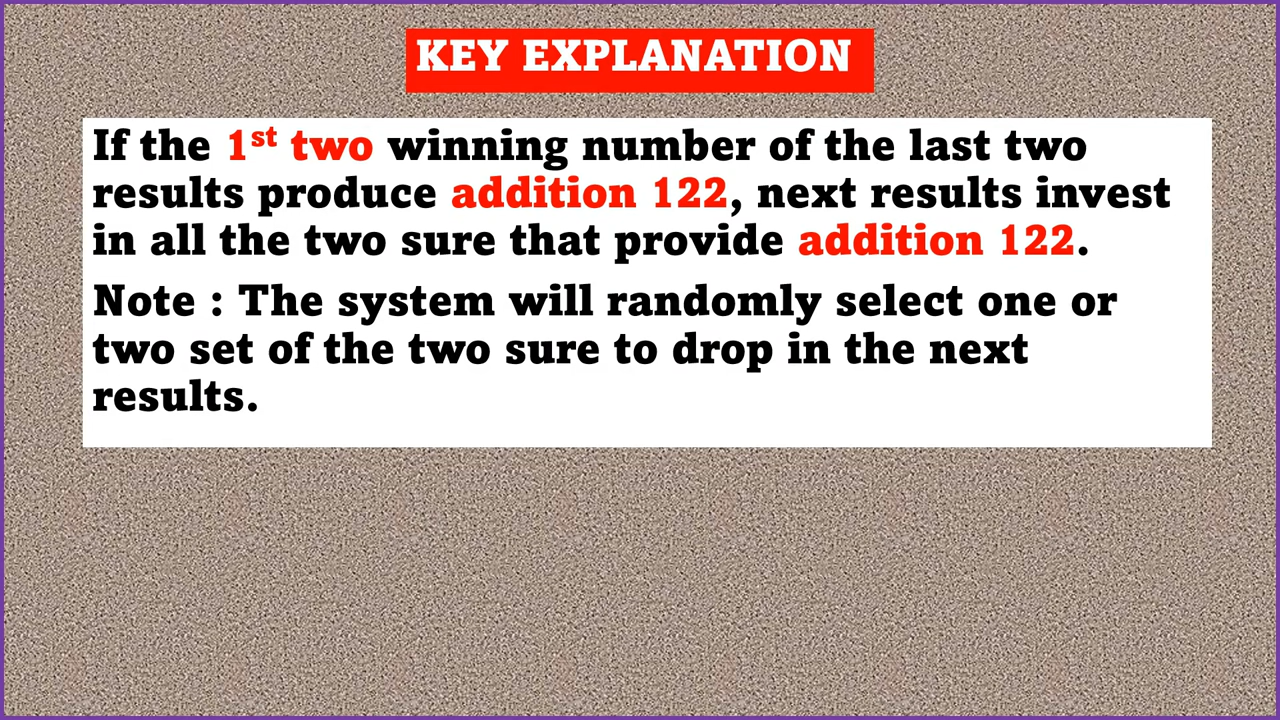 KEY EXPLANATION
If the 1st two winning number of the last two
results produce addition 122, next results invest
in all the two sure that provide addition 122.
Note : The system will randomly select one or
two set of the two sure to drop in the next
results.